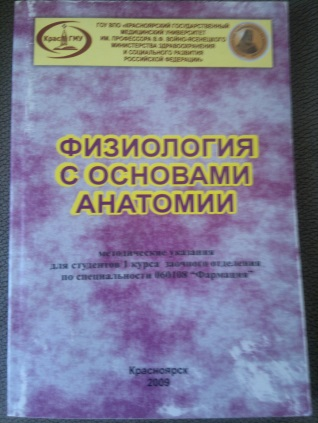 КрасГМУ
ГОУ ВПО «КРАСНОЯРСКИЙ ГОСУДАРСТВЕННЫЙ
МЕДИЦИНСКИЙ УНИВЕРСИТЕТ
ИМ. ПРОФЕССОРА В.Ф. ВОЙНО-ЯСЕНЕЦКОГО
МИНИСТЕРСТВА ЗДРАВООХРАНЕНИЯ
И СОЦИАЛЬНОГО РАЗВИТИЯ
РОССИЙСКОЙ ФЕДЕРАЦИИ»
ФИЗИОЛОГИЯ
С ОСНОВАМИ
АНАТОМИИ
методические указания
для студентов 1 курса заочного отделения
по специальности 060108 “Фармация”
Красноярск
2009